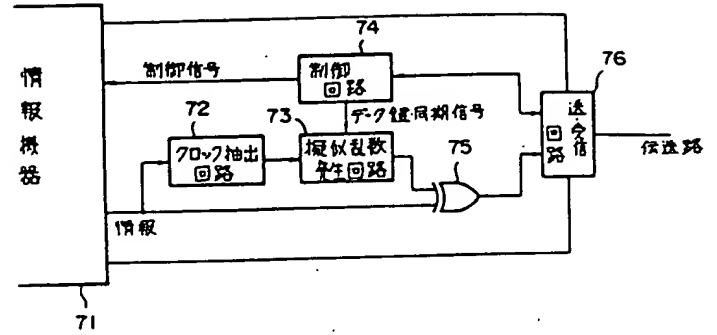 74
76
72
73
75
71
情報機器
制御信号
制御
回路
データ鍵・同期信号
クロック抽出
回路
擬似乱数
発生回路
送・受信
回路
伝送路
情報